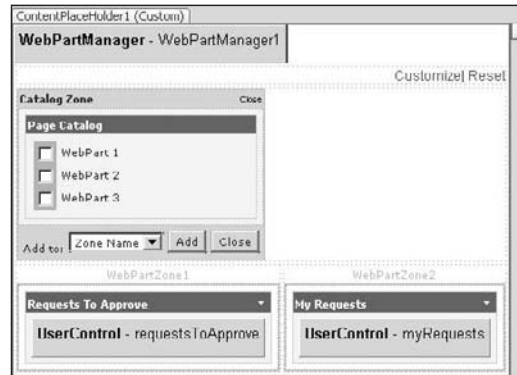 ContentPlaceHolder1 (Custom)
WebPartManager - WebPartManager1
Customize| Reset
Catalog Zone Close
Page Catalog
WebPart 1
WebPart 2
WebPart 3
Add to: Zone Name Add Close
WebPartZone1 WebPartZone2
Requests To Approve My Requests
UserControl - requestsToApprove UserControl - myRequests